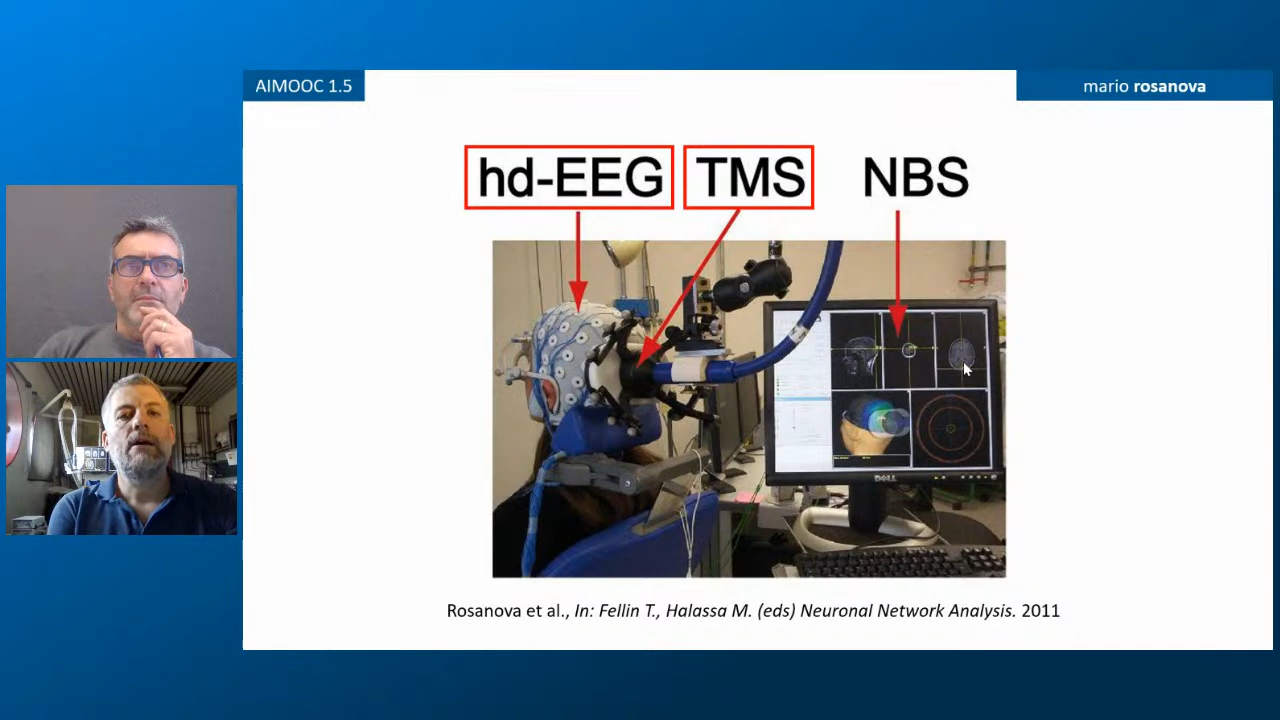 AIMOOC 1.5
mario rosanova
hd-EEG TMS NBS
DELL
Rosanova et al., In: Fellin T., Halassa M. (eds) Neuronal Network Analysis. 2011